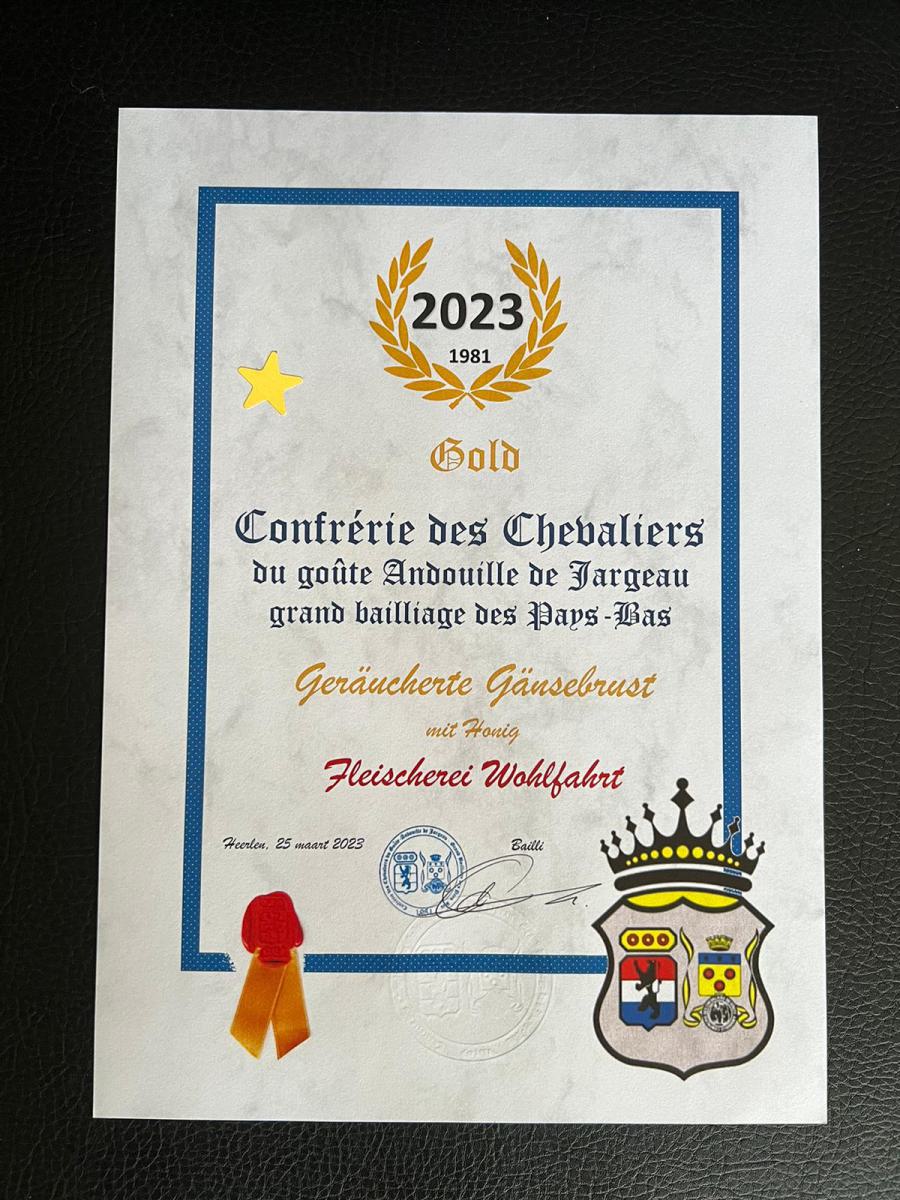 2023
1981
Gold
Confrérie des Chevaliers
du goûte Andouille de Jargeau
grand bailliage des Pays-Bas
Geräucherte Gänsebrust
mit Honig
Fleischerei Wohlfahrt
Heerlen, 25 maart 2023
Bailli